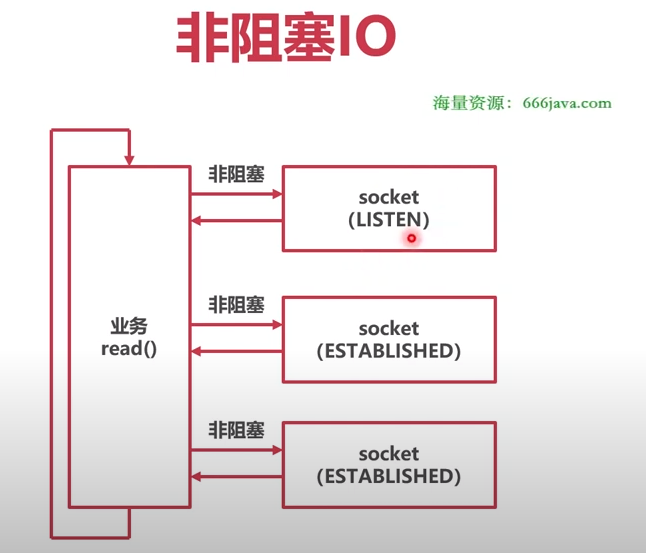 非阻塞IO
海量资源：666java.com
非阻塞
socket
(LISTEN)
非阻塞
业务
read()
socket
(ESTABLISHED)
非阻塞
socket
(ESTABLISHED)